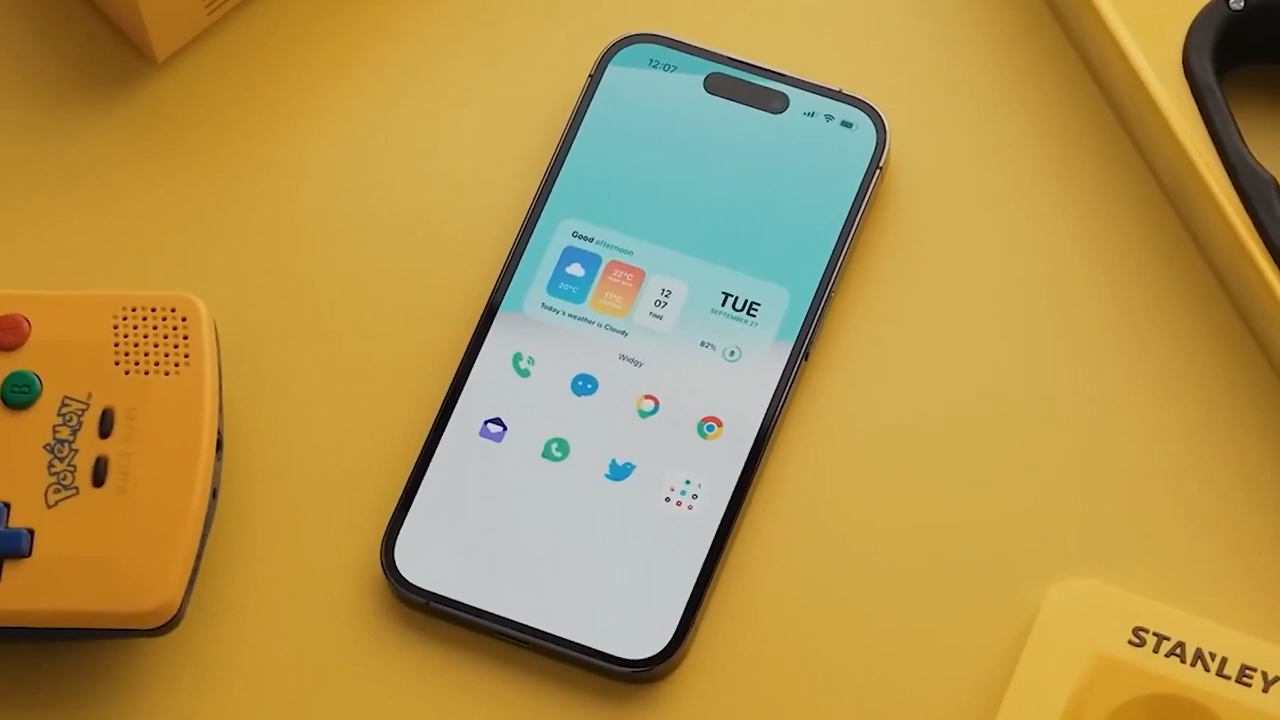 12:07
Good afternoon
20°C
22°C
11°C
12
07
TIME
TUE
SEPTEMBER 27
Today's weather is Cloudy
82%
Widgy
B
POKéMON™
STANLEY